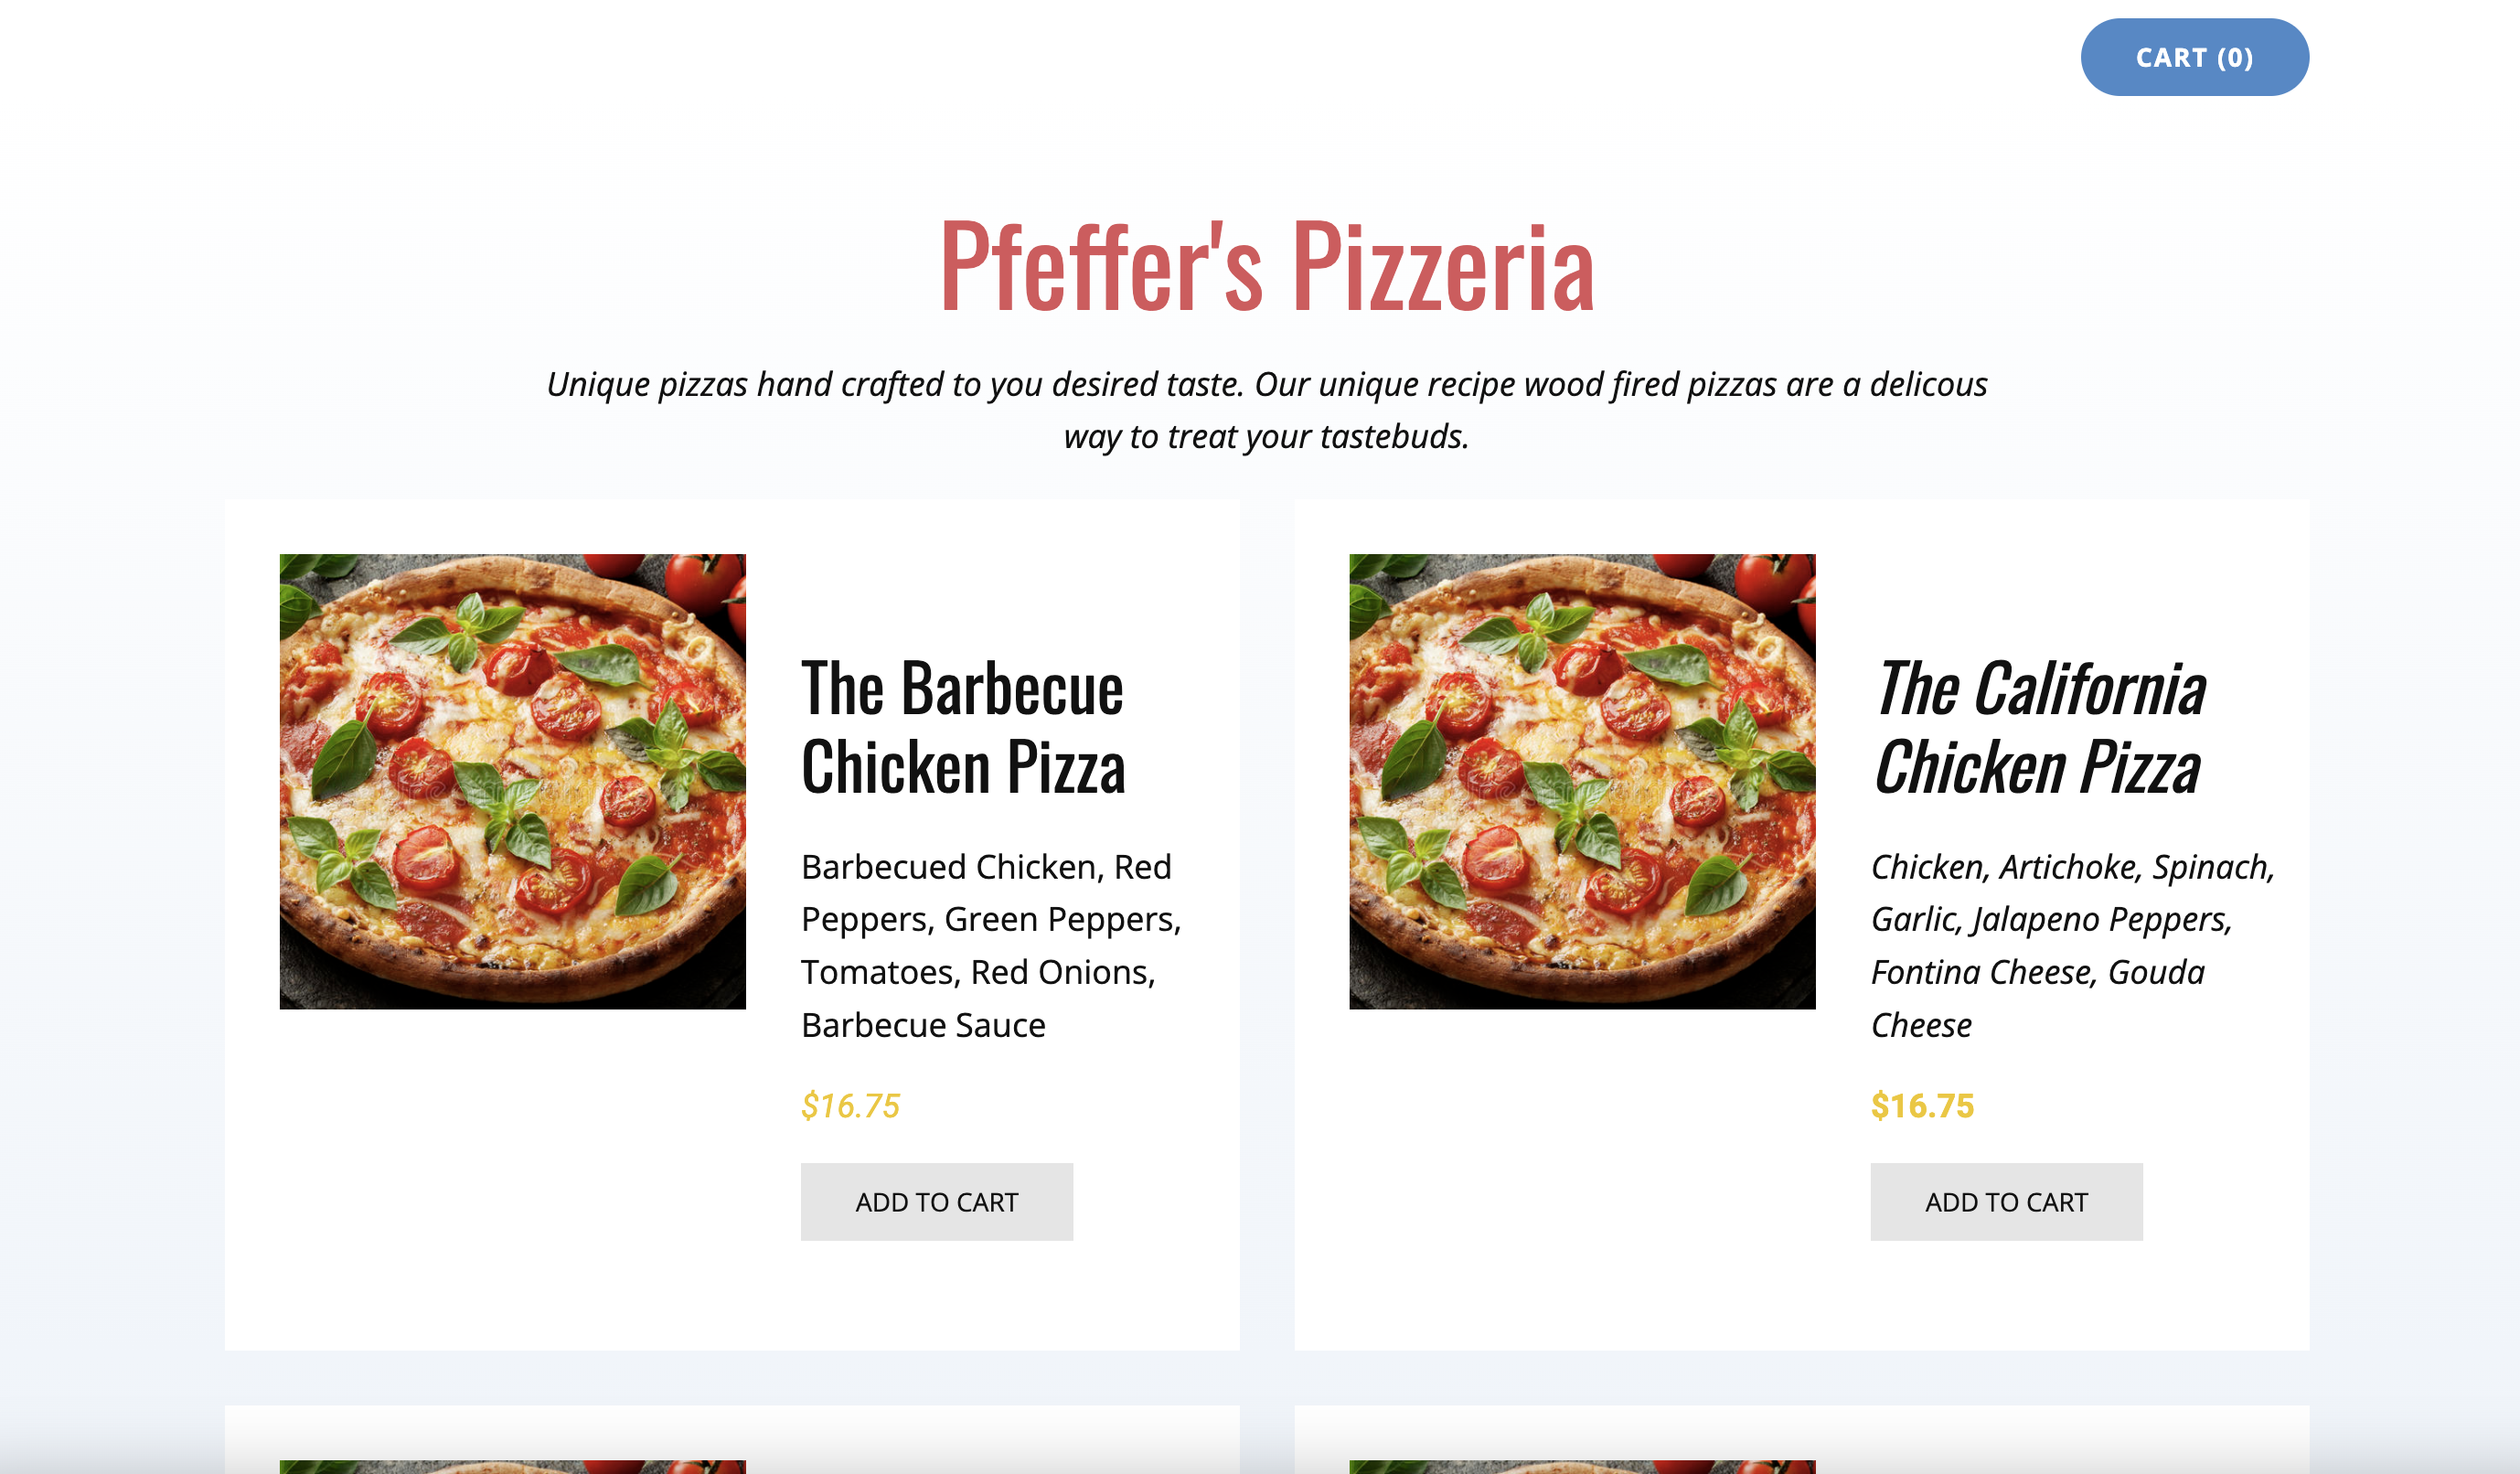 CART (0)
Pfeffer's Pizzeria
Unique pizzas hand crafted to you desired taste. Our unique recipe wood fired pizzas are a delicous
way to treat your tastebuds.
The Barbecue
Chicken Pizza
Barbecued Chicken, Red
Peppers, Green Peppers,
Tomatoes, Red Onions,
Barbecue Sauce
$16.75
ADD TO CART
The California
Chicken Pizza
Chicken, Artichoke, Spinach,
Garlic, Jalapeno Peppers,
Fontina Cheese, Gouda
Cheese
$16.75
ADD TO CART